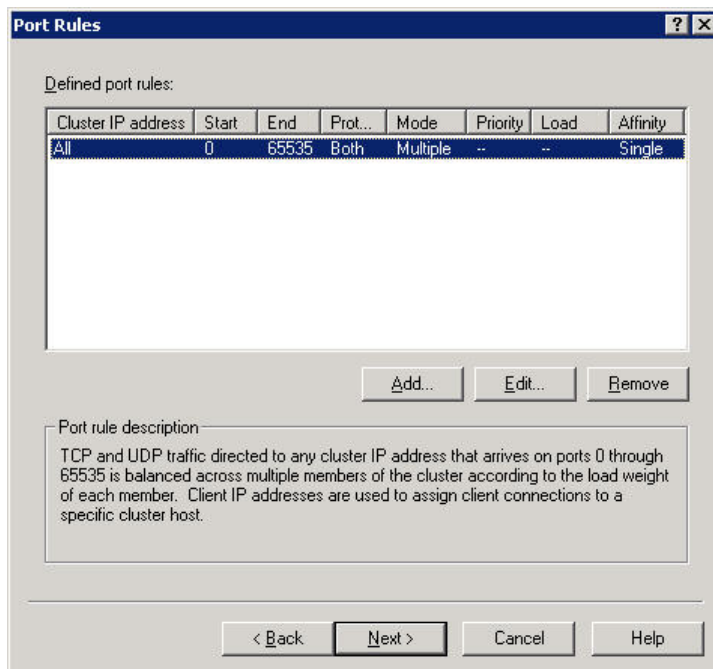 Port Rules
Defined port rules:
Cluster IP address Start End Prot... Mode Priority Load Affinity
All 0 65535 Both Multiple -- -- Single
Add... Edit... Remove
Port rule description
TCP and UDP traffic directed to any cluster IP address that arrives on ports 0 through
65535 is balanced across multiple members of the cluster according to the load weight
of each member. Client IP addresses are used to assign client connections to a
specific cluster host.
< Back Next > Cancel Help